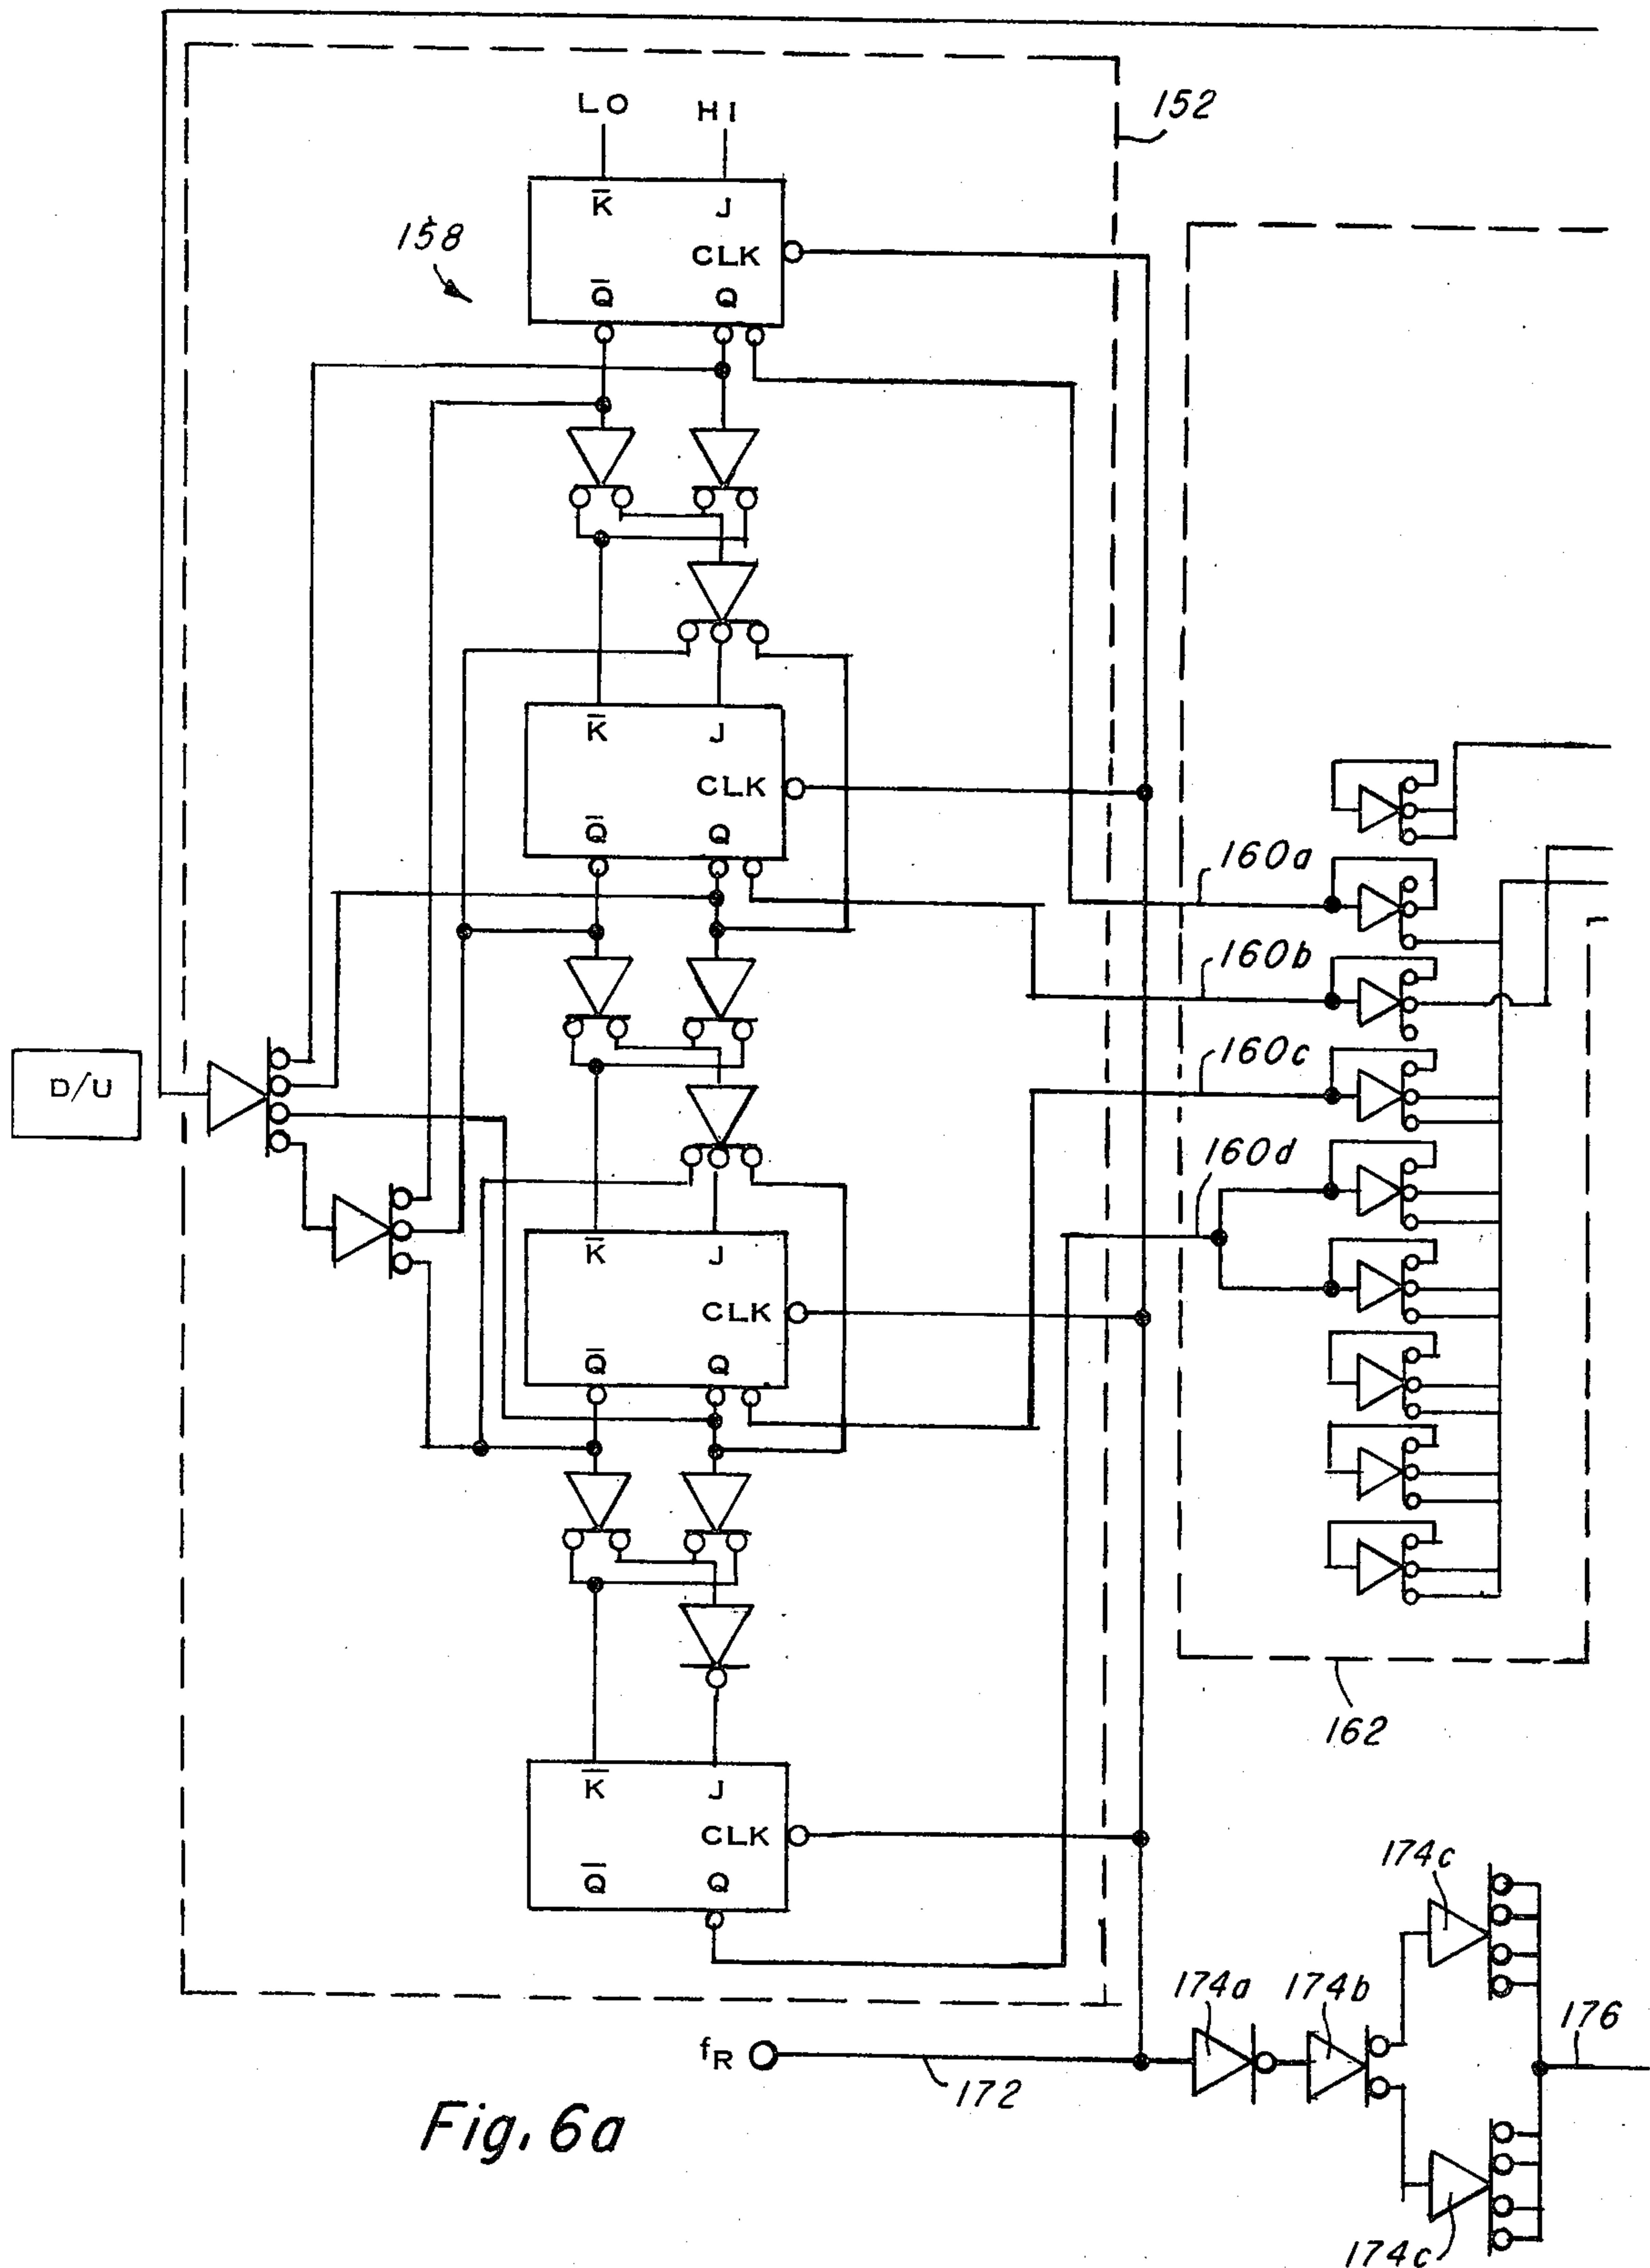 LO HI
152
K̅ J
158
CLK
Q̅ Q
K̅ J
CLK
160a
Q̅ Q
160b
160c
D/U
160d
K̅ J
CLK
Q̅ Q
162
K̅ J
CLK
174c
Q̅ Q
174a 174b
176
fR
172
Fig. 6a
174c